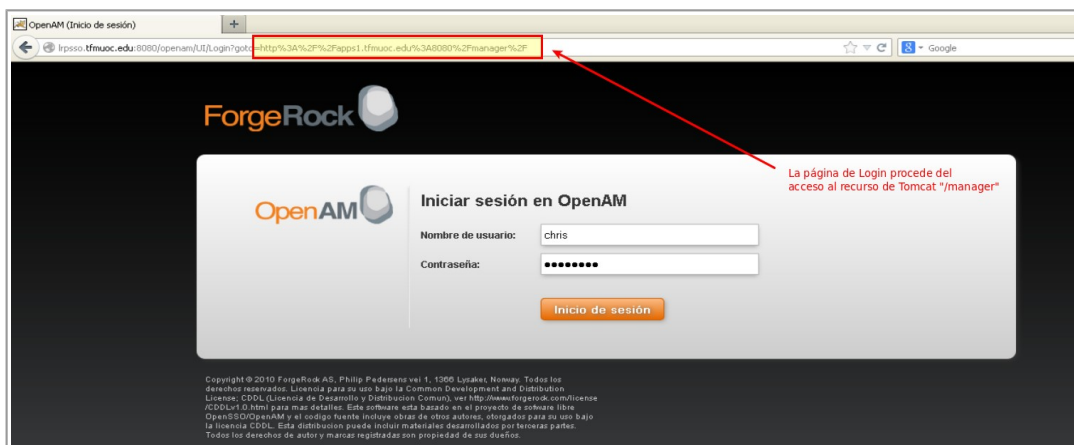 OpenAM (Inicio de sesión)
lrpsso.tfmuoc.edu:8080/openam/UI/Login?goto=http%3A%2F%2Fapps1.tfmuoc.edu%3A8080%2Fmanager%2F
Google
ForgeRock
La página de Login procede del
acceso al recurso de Tomcat "/manager"
OpenAM
Iniciar sesión en OpenAM
Nombre de usuario: chris
Contraseña: ●●●●●●●●
Inicio de sesión
Copyright © 2010 ForgeRock AS, Philip Pedersens vei 1, 1366 Lysaker, Norway. Todos los
derechos reservados. Licencia para su uso bajo la Common Development and Distribution
License; CDDL (Licencia de Desarrollo y Distribucion Comun), ver http://www.forgerock.com/license
/CDDLv1.0.html para mas detalles. Este software esta basado en el proyecto de software libre
OpenSSO/OpenAM y el codigo fuente incluye obras de otros autores, otorgados para su uso bajo
la licencia CDDL. Esta distribucion puede incluir materiales desarrollados por terceras partes.
Todos los derechos de autor y marcas registradas son propiedad de sus dueños.